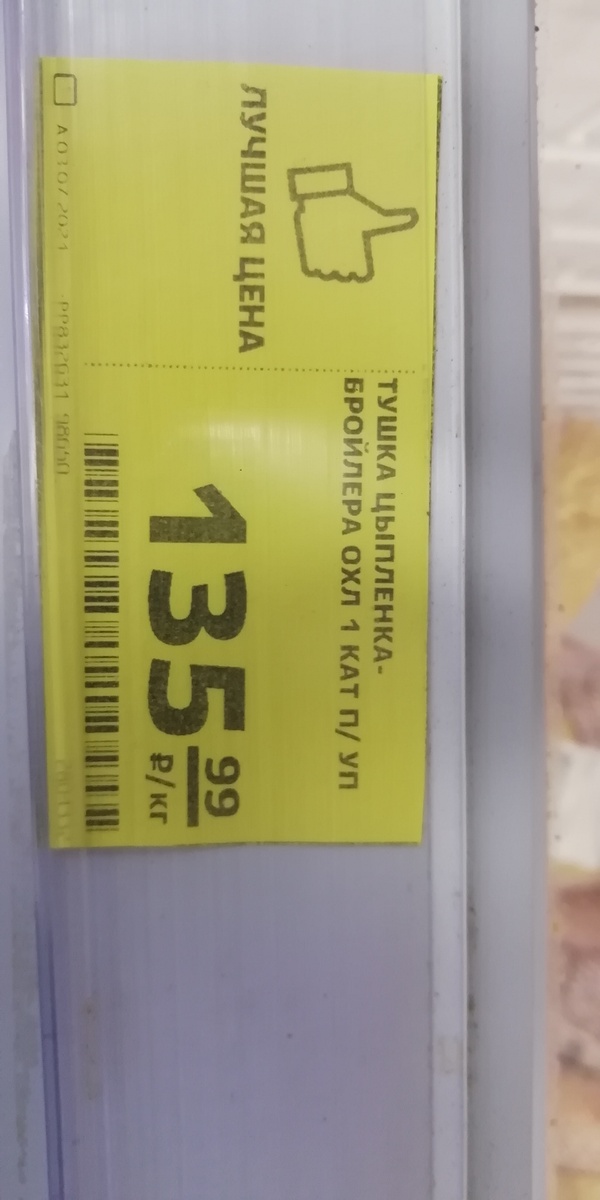 ЛУЧШАЯ ЦЕНА
ТУШКА ЦЫПЛЕНКА-
БРОЙЛЕРА ОХЛ 1 КАТ П/ УП
135 99
₽/КГ